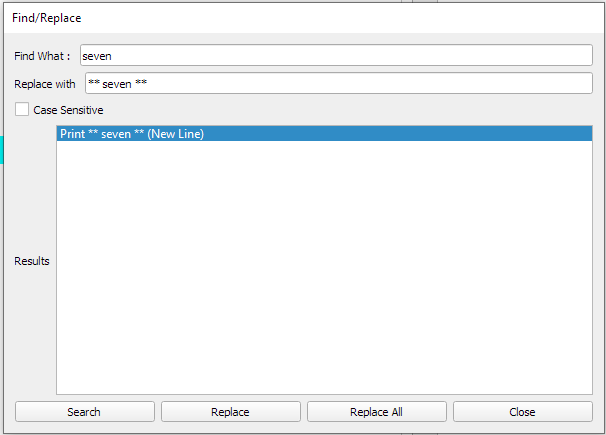 Find/Replace
Find What : seven
Replace with ** seven **
Case Sensitive
Print ** seven ** (New Line)
Results
Search Replace Replace All Close